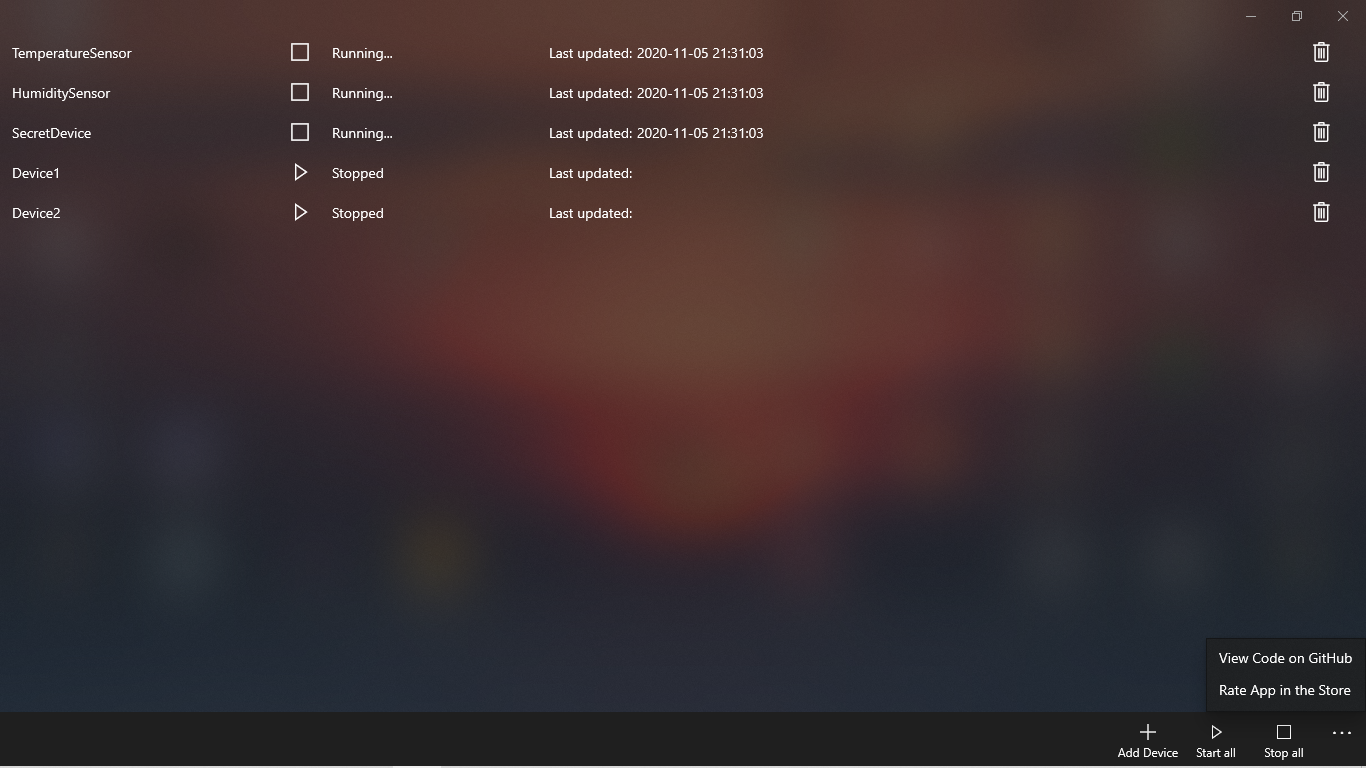 TemperatureSensor Running... Last updated: 2020-11-05 21:31:03
HumiditySensor Running... Last updated: 2020-11-05 21:31:03
SecretDevice Running... Last updated: 2020-11-05 21:31:03
Device1 Stopped Last updated:
Device2 Stopped Last updated:
View Code on GitHub
Rate App in the Store
Add Device Start all Stop all